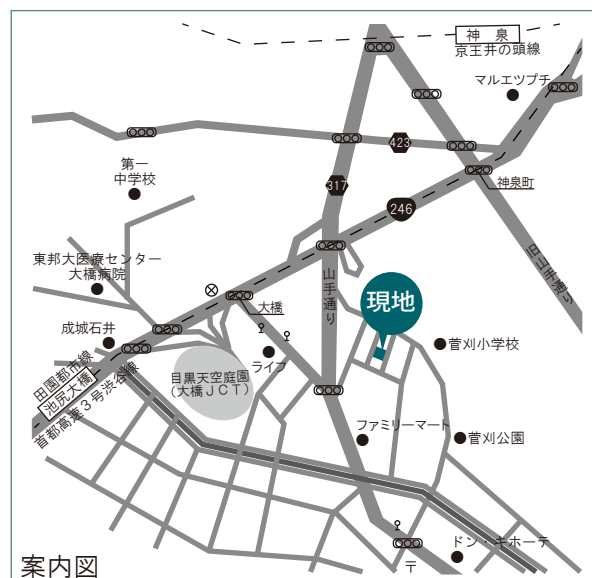 神泉
京王井の頭線
マルエツプチ
423
第一
中学校
317
神泉町
246
東邦大医療センター
大橋病院
山手通り
旧山手通り
大橋
現地
成城石井
菅刈小学校
ライフ
田園都市線
池尻大橋
首都高速3号渋谷線
目黒天空庭園
(大橋JCT)
ファミリーマート
菅刈公園
ドン・キホーテ
〒
案内図